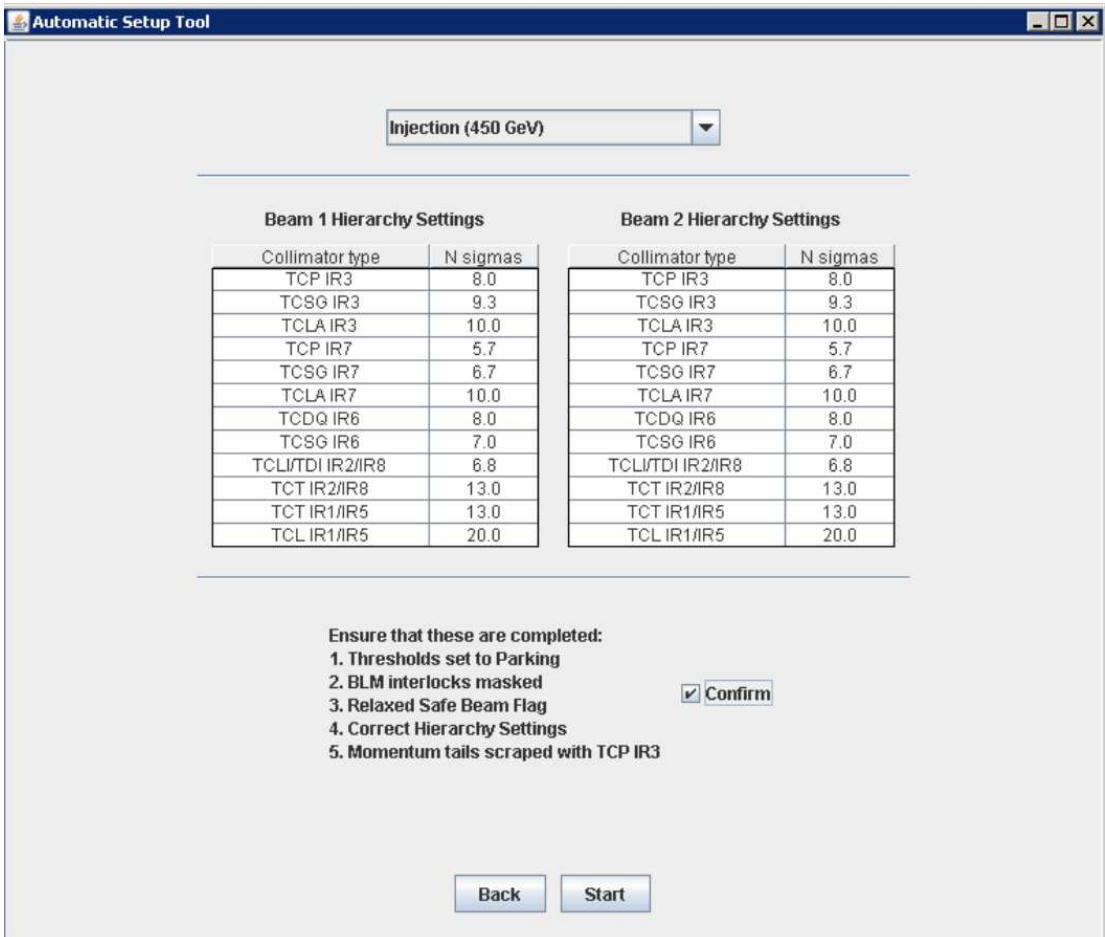 Automatic Setup Tool
Injection (450 GeV)
Beam 1 Hierarchy Settings
Collimator type N sigmas
TCP IR3 8.0
TCSG IR3 9.3
TCLA IR3 10.0
TCP IR7 5.7
TCSG IR7 6.7
TCLA IR7 10.0
TCDQ IR6 8.0
TCSG IR6 7.0
TCLI/TDI IR2/IR8 6.8
TCT IR2/IR8 13.0
TCT IR1/IR5 13.0
TCL IR1/IR5 20.0
Beam 2 Hierarchy Settings
Collimator type N sigmas
TCP IR3 8.0
TCSG IR3 9.3
TCLA IR3 10.0
TCP IR7 5.7
TCSG IR7 6.7
TCLA IR7 10.0
TCDQ IR6 8.0
TCSG IR6 7.0
TCLI/TDI IR2/IR8 6.8
TCT IR2/IR8 13.0
TCT IR1/IR5 13.0
TCL IR1/IR5 20.0
Ensure that these are completed:
1. Thresholds set to Parking
2. BLM interlocks masked
3. Relaxed Safe Beam Flag
4. Correct Hierarchy Settings
5. Momentum tails scraped with TCP IR3
Confirm
Back
Start